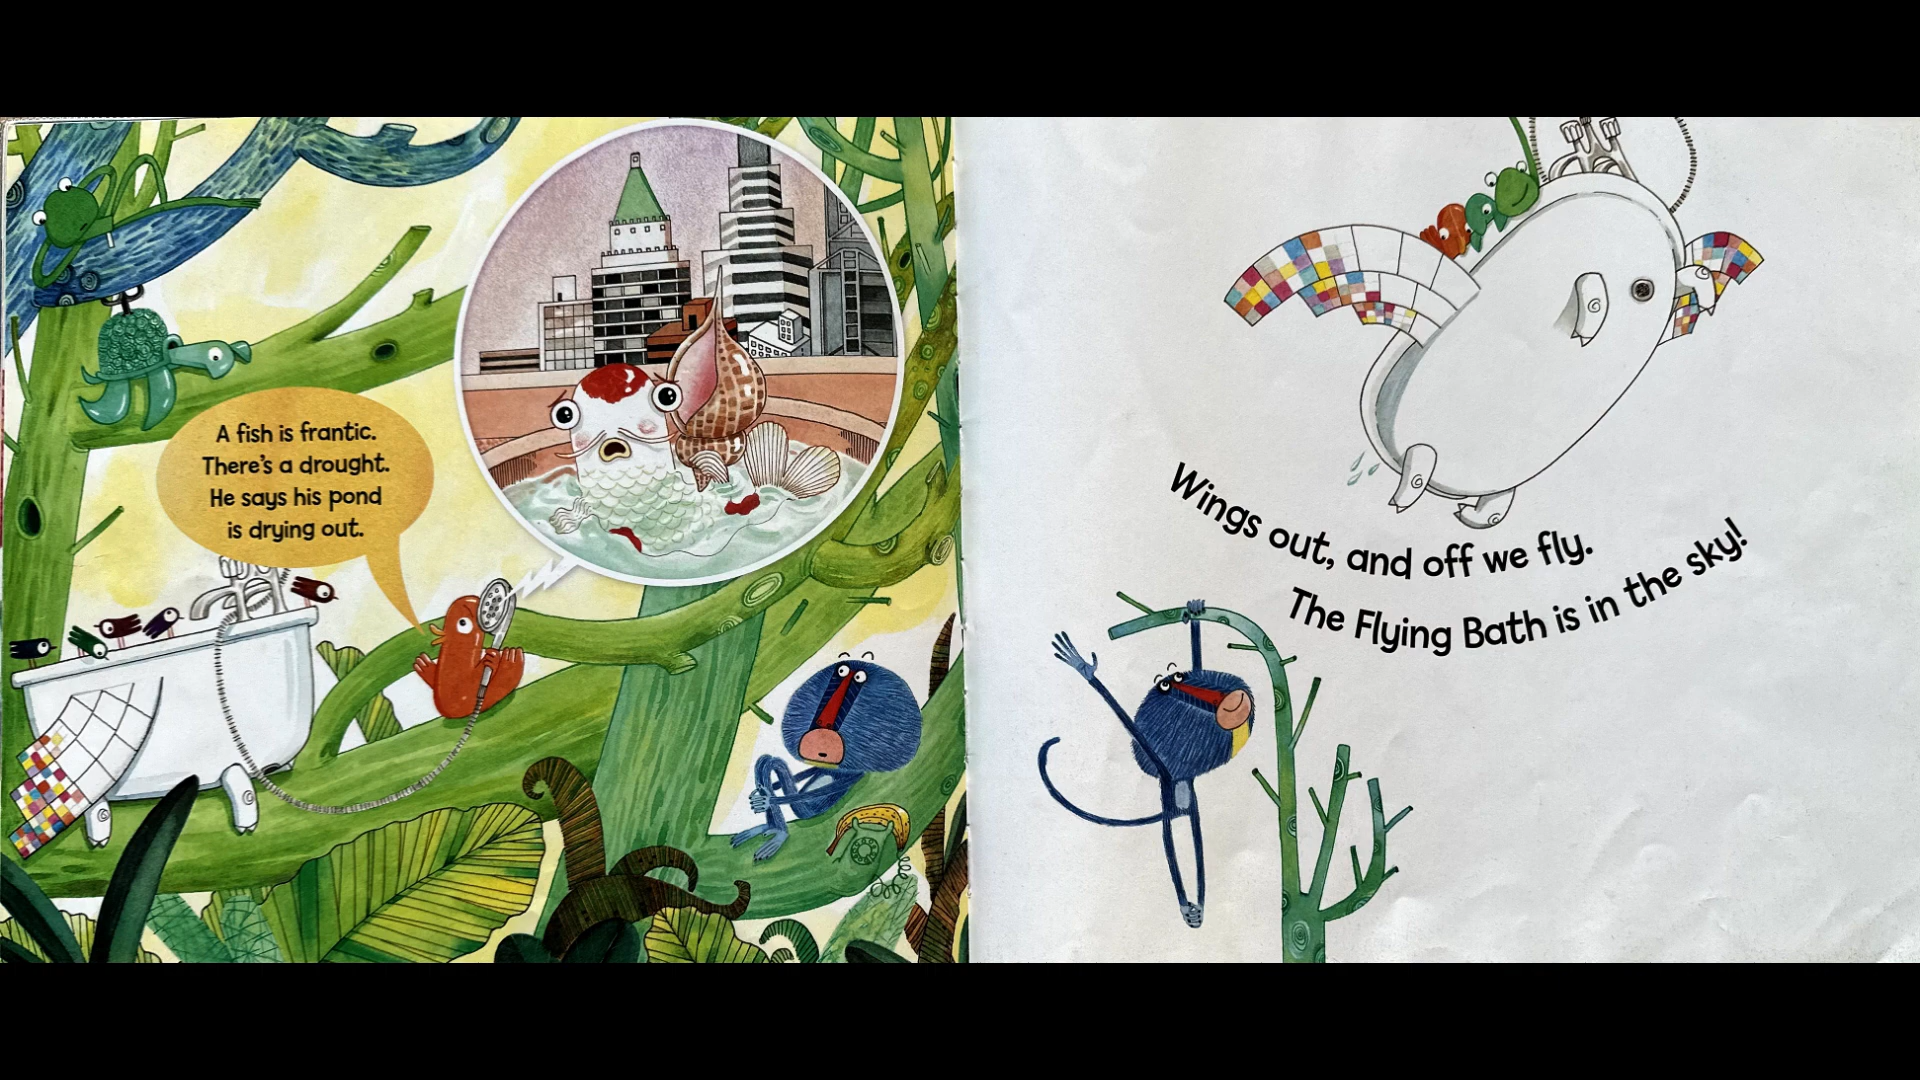 A fish is frantic.
There's a drought.
He says his pond
is drying out.
Wings out, and off we fly.
The Flying Bath is in the sky!